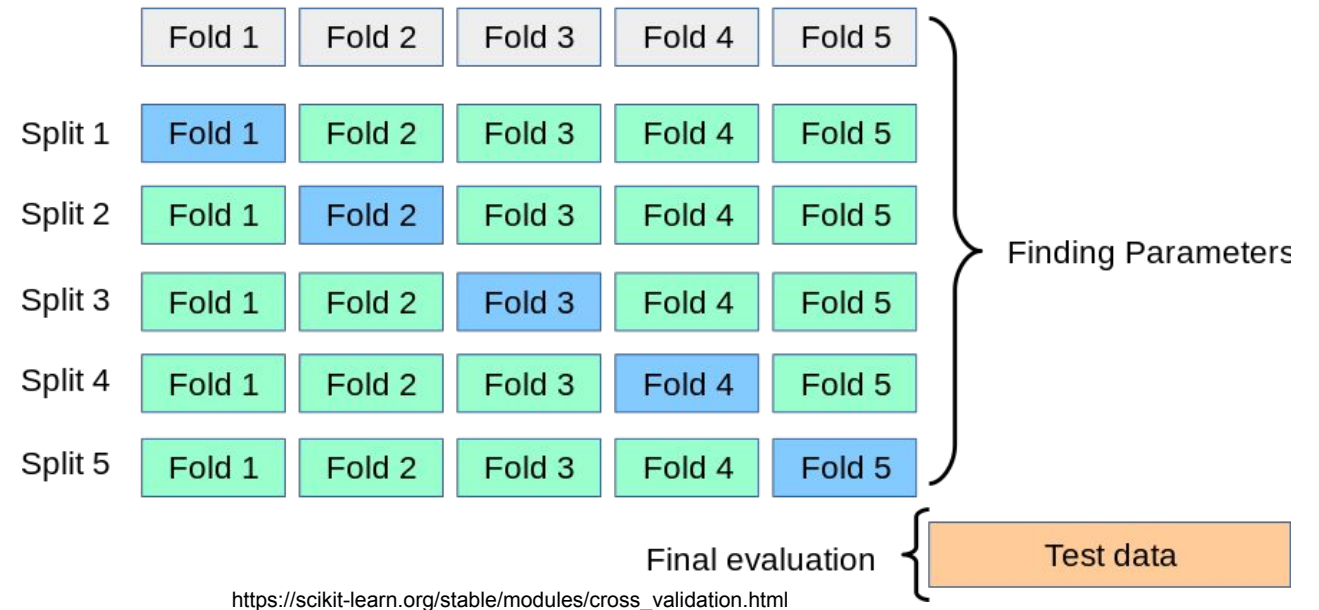 Fold 1 Fold 2 Fold 3 Fold 4 Fold 5
Split 1 Fold 1 Fold 2 Fold 3 Fold 4 Fold 5
Split 2 Fold 1 Fold 2 Fold 3 Fold 4 Fold 5
Finding Parameters
Split 3 Fold 1 Fold 2 Fold 3 Fold 4 Fold 5
Split 4 Fold 1 Fold 2 Fold 3 Fold 4 Fold 5
Split 5 Fold 1 Fold 2 Fold 3 Fold 4 Fold 5
Final evaluation Test data
https://scikit-learn.org/stable/modules/cross_validation.html